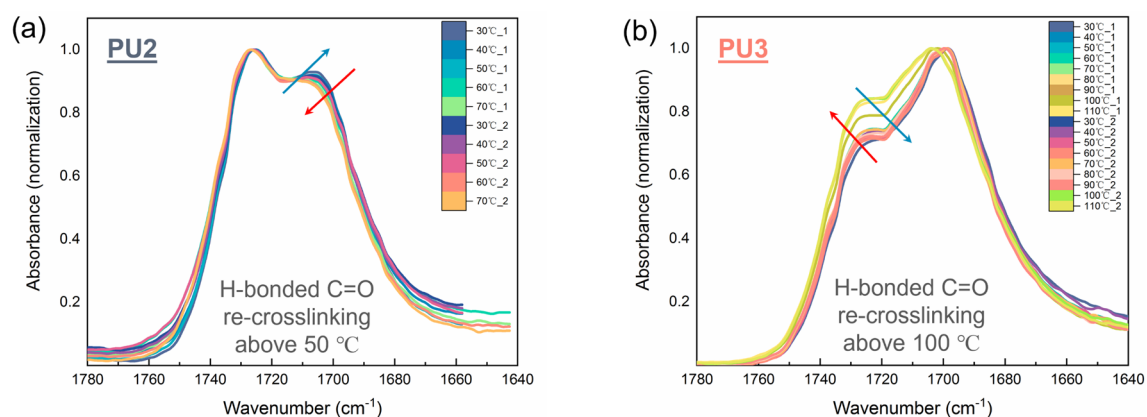 (a)
PU2
Absorbance (normalization)
1.0
0.8
0.6
0.4
0.2
30℃_1
40℃_1
50℃_1
60℃_1
70℃_1
30℃_2
40℃_2
50℃_2
60℃_2
70℃_2
H-bonded C=O
re-crosslinking
above 50 ℃
1780 1760 1740 1720 1700 1680 1660 1640
Wavenumber (cm⁻¹)
(b)
PU3
Absorbance (normalization)
1.0
0.8
0.6
0.4
0.2
30℃_1
40℃_1
50℃_1
60℃_1
70℃_1
80℃_1
90℃_1
100℃_1
110℃_1
30℃_2
40℃_2
50℃_2
60℃_2
70℃_2
80℃_2
90℃_2
100℃_2
110℃_2
H-bonded C=O
re-crosslinking
above 100 ℃
1780 1760 1740 1720 1700 1680 1660 1640
Wavenumber (cm⁻¹)